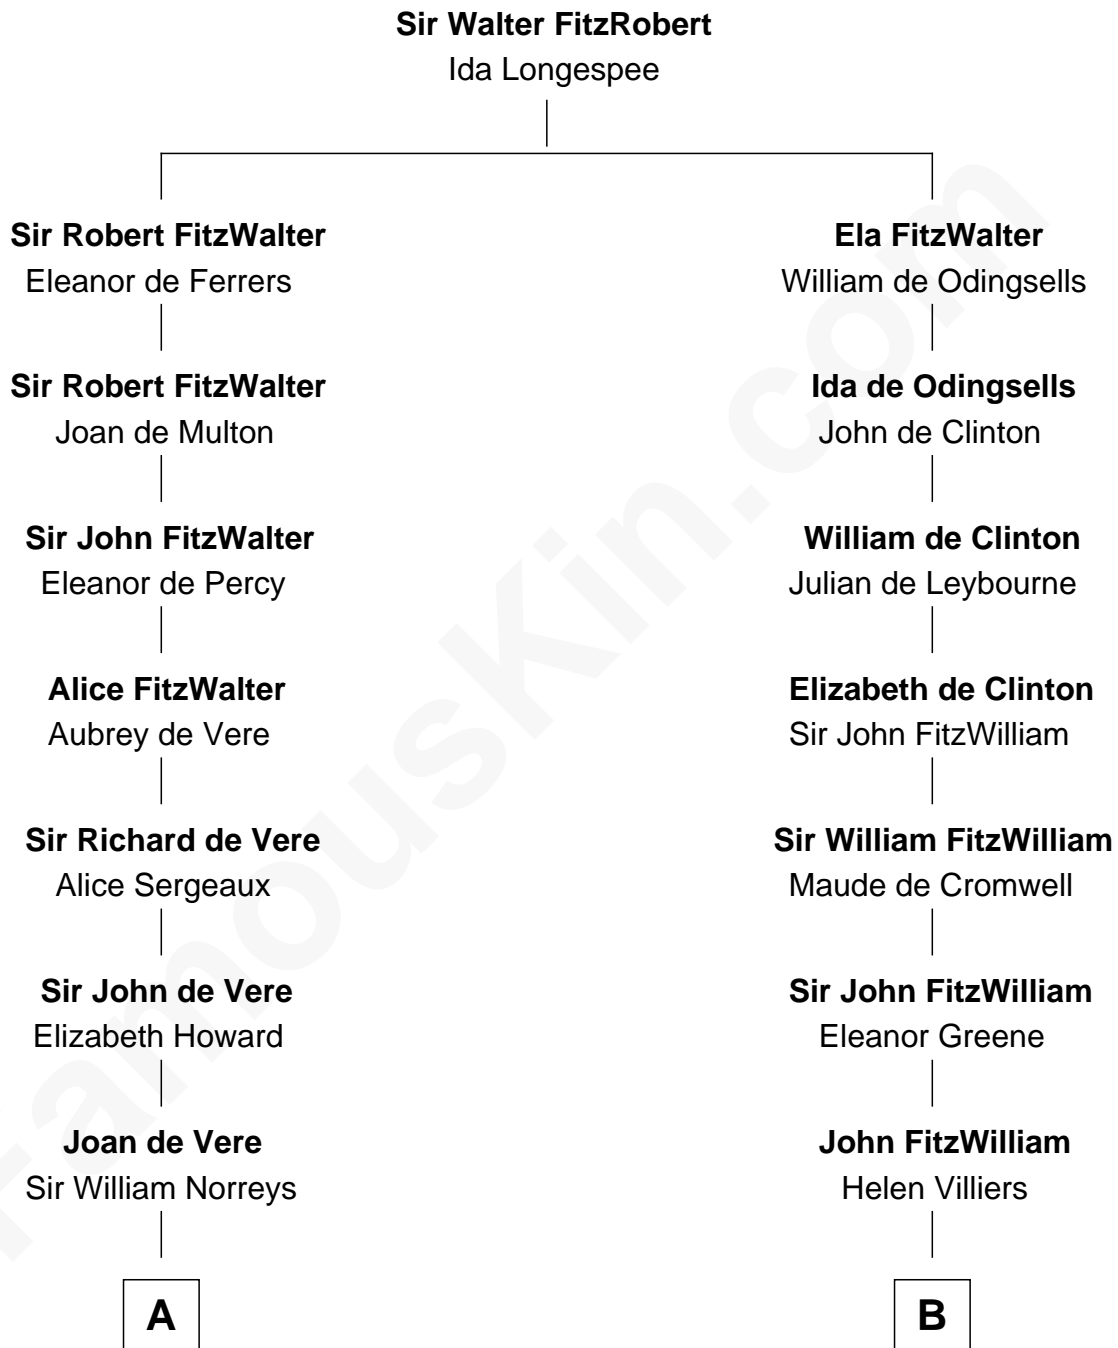 Sir Walter FitzRobert
Ida Longespee
Sir Robert FitzWalter
Eleanor de Ferrers
Sir Robert FitzWalter
Joan de Multon
Sir John FitzWalter
Eleanor de Percy
Alice FitzWalter
Aubrey de Vere
Sir Richard de Vere
Alice Sergeaux
Sir John de Vere
Elizabeth Howard
Joan de Vere
Sir William Norreys
A
Ela FitzWalter
William de Odingsells
Ida de Odingsells
John de Clinton
William de Clinton
Julian de Leybourne
Elizabeth de Clinton
Sir John FitzWilliam
Sir William FitzWilliam
Maude de Cromwell
Sir John FitzWilliam
Eleanor Greene
John FitzWilliam
Helen Villiers
B
FamousKin.com